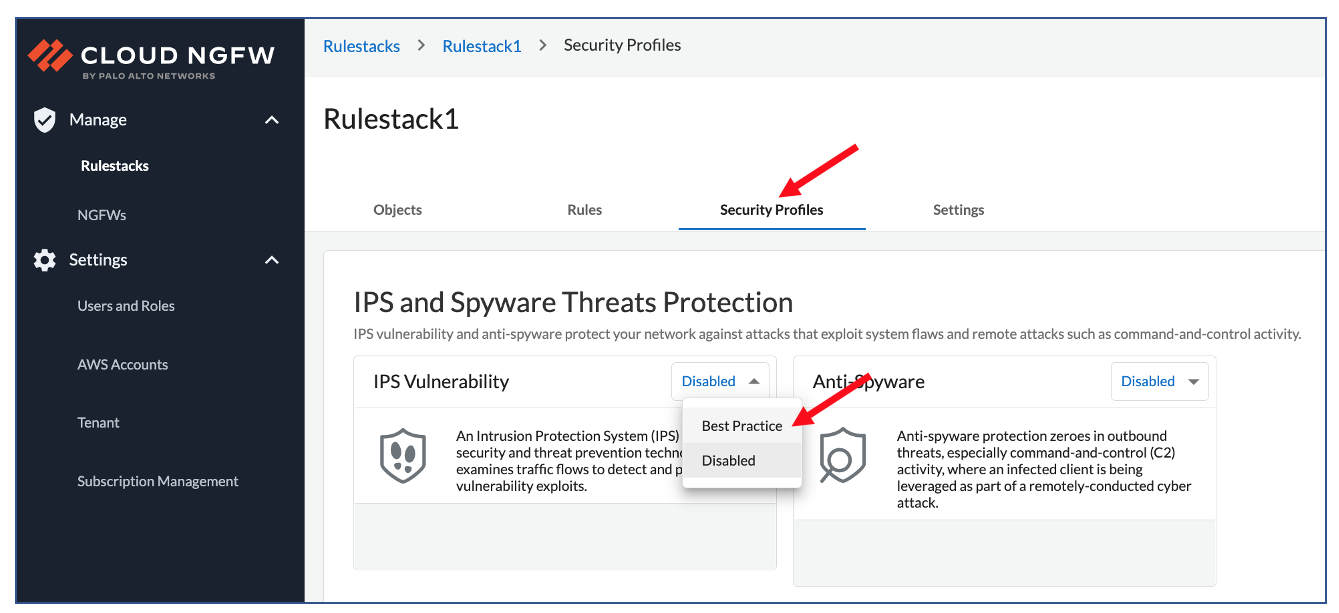 CLOUD NGFW
BY PALO ALTO NETWORKS
Manage
Rulestacks
NGFWs
Settings
Users and Roles
AWS Accounts
Tenant
Subscription Management
Rulestacks > Rulestack1 > Security Profiles
Rulestack1
Objects Rules Security Profiles Settings
IPS and Spyware Threats Protection
IPS vulnerability and anti-spyware protect your network against attacks that exploit system flaws and remote attacks such as command-and-control activity.
IPS Vulnerability Disabled
Best Practice
Disabled
An Intrusion Protection System (IPS)
security and threat prevention
examines traffic flows to detect and
vulnerability exploits.
Anti-Spyware Disabled
Anti-spyware protection zeroes in outbound
threats, especially command-and-control (C2)
activity, where an infected client is being
leveraged as part of a remotely-conducted cyber
attack.